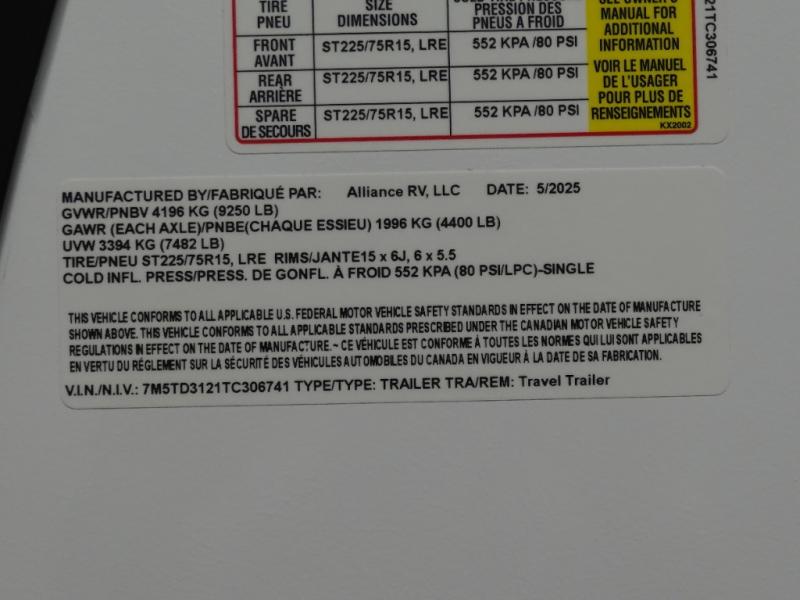 TIRE SIZE COLD TIRE PRESSURE SEE OWNER'S
PNEU DIMENSIONS PRESSION DES PNEUS A FROID MANUAL FOR ADDITIONAL INFORMATION
FRONT AVANT ST225/75R15, LRE 552 KPA /80 PSI
REAR ARRIÈRE ST225/75R15, LRE 552 KPA /80 PSI
SPARE DE SECOURS ST225/75R15, LRE 552 KPA /80 PSI
VOIR LE MANUEL
DE L'USAGER
POUR PLUS DE
RENSEIGNEMENTS
KX2002
21TC306741
MANUFACTURED BY/FABRIQUÉ PAR: Alliance RV, LLC DATE: 5/2025
GVWR/PNBV 4196 KG (9250 LB)
GAWR (EACH AXLE)/PNBE(CHAQUE ESSIEU) 1996 KG (4400 LB)
UVW 3394 KG (7482 LB)
TIRE/PNEU ST225/75R15, LRE RIMS/JANTE15 x 6J, 6 x 5.5
COLD INFL. PRESS/PRESS. DE GONFL. À FROID 552 KPA (80 PSI/LPC)-SINGLE
THIS VEHICLE CONFORMS TO ALL APPLICABLE U.S. FEDERAL MOTOR VEHICLE SAFETY STANDARDS IN EFFECT ON THE DATE OF MANUFACTURE
SHOWN ABOVE. THIS VEHICLE CONFORMS TO ALL APPLICABLE STANDARDS PRESCRIBED UNDER THE CANADIAN MOTOR VEHICLE SAFETY
REGULATIONS IN EFFECT ON THE DATE OF MANUFACTURE.~ CE VÉHICULE EST CONFORME À TOUTES LES NORMES QUI LUI SONT APPLICABLES
EN VERTU DU RÉGLEMENT SUR LA SÉCURITÉ DES VÉHICULES AUTOMOBILES DU CANADA EN VIGUEUR À LA DATE DE SA FABRICATION.
V.I.N./N.I.V.: 7M5TD3121TC306741 TYPE/TYPE: TRAILER TRA/REM: Travel Trailer